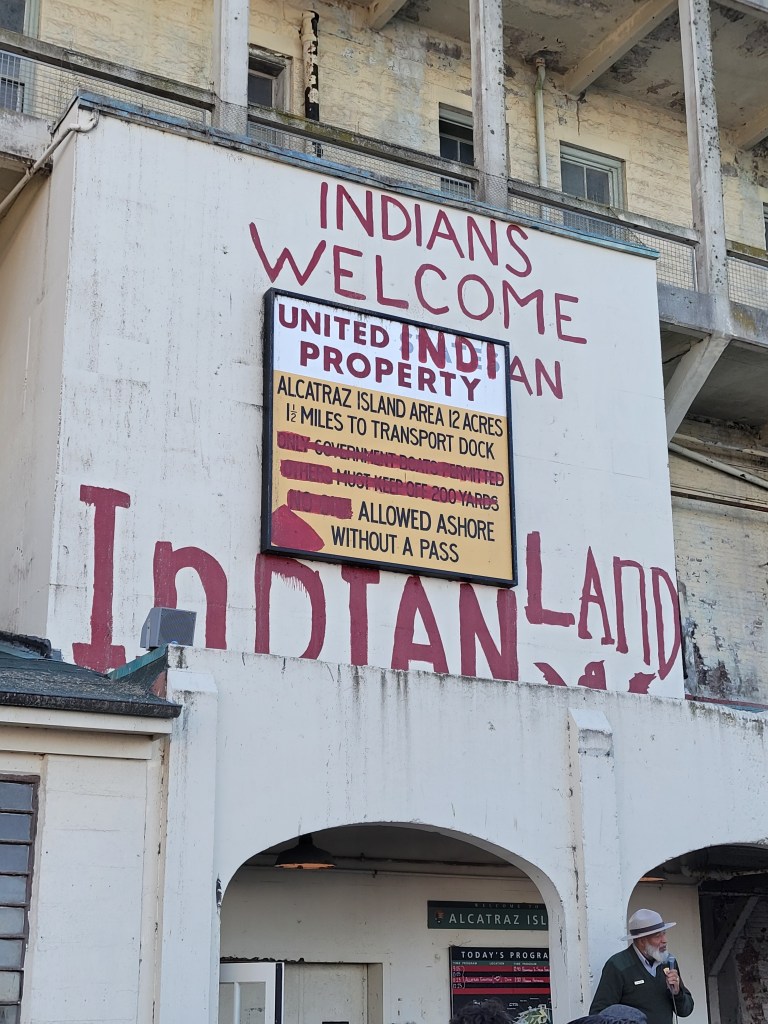 INDIANS
WELCOME
UNITED INDIAN
PROPERTY
ALCATRAZ ISLAND AREA 12 ACRES
1½ MILES TO TRANSPORT DOCK
ONLY GOVERNMENT BOATS PERMITTED
OTHERS MUST KEEP OFF 200 YARDS
NO ONE ALLOWED ASHORE
WITHOUT A PASS
INDIAN LAND
WELCOME TO
ALCATRAZ ISL
TODAY'S PROGRA